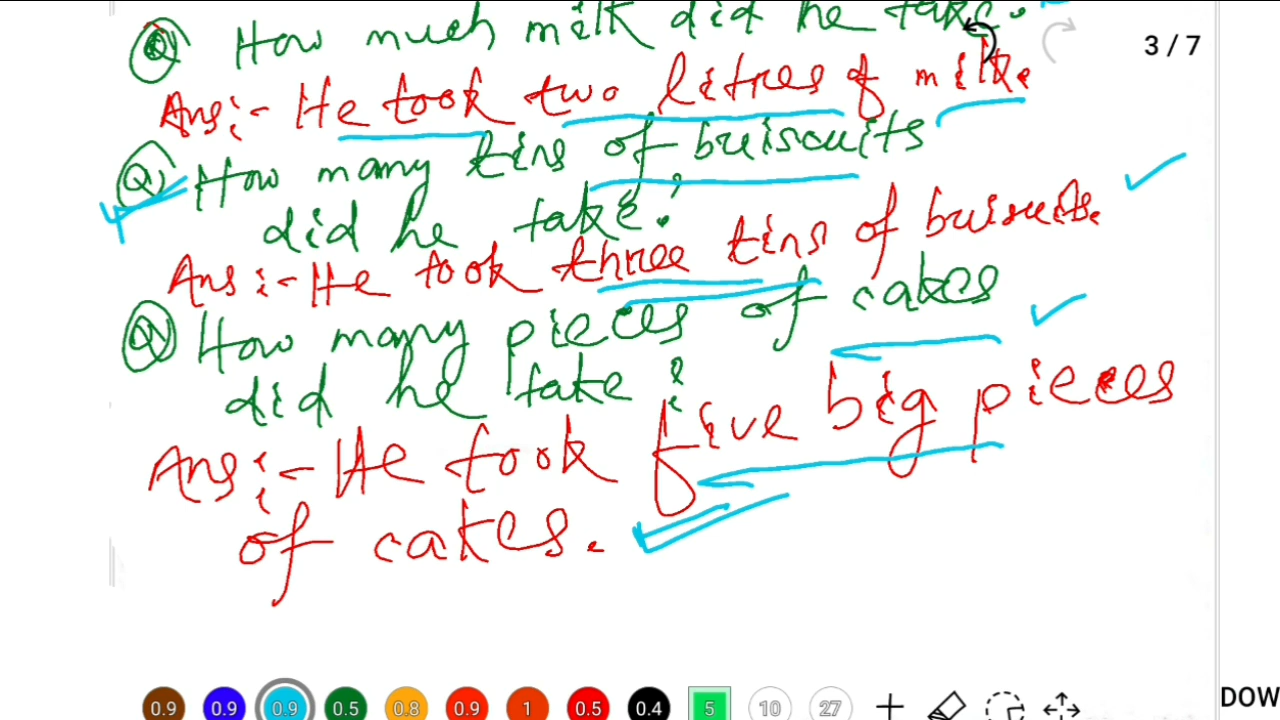 Q How much milk did he take.
3 / 7
Ans:- He took two litres of milk.
Q) How many tins of buiscuits
did he take?
Ans:- He took three tins of buiscuits.
Q) How many pieces of cakes
did he take ?
Ans:- He took five big pieces
of cakes.
0.9 0.9 0.9 0.5 0.8 0.9 1 0.5 0.4 5 10 27
DOW